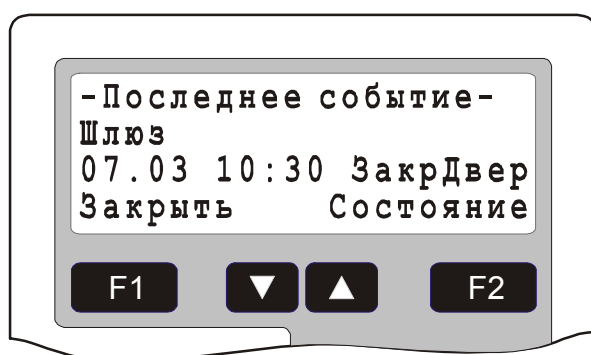 -Последнее событие-
Шлюз
07.03 10:30 ЗакрДвер
Закрыть Состояние
F1 ▼ ▲ F2